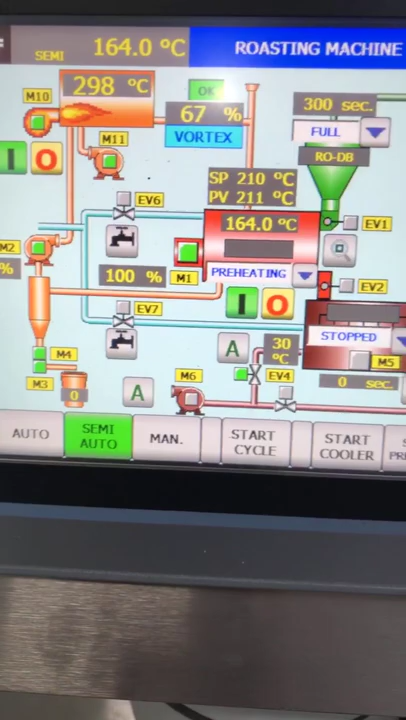 SEMI 164.0 °C ROASTING MACHINE
298 °C
OK
M10
67 %
300 sec.
VORTEX
FULL
M11
I O
RO-DB
SP 210 °C
PV 211 °C
EV6
164.0 °C
EV1
M2
%
100 %
M1
PREHEATING
EV2
I O
EV7
STOPPED
A
30 °C
M4
M5
M3
0
A
M6
EV4
0 sec.
AUTO
SEMI AUTO
MAN.
START CYCLE
START COOLER